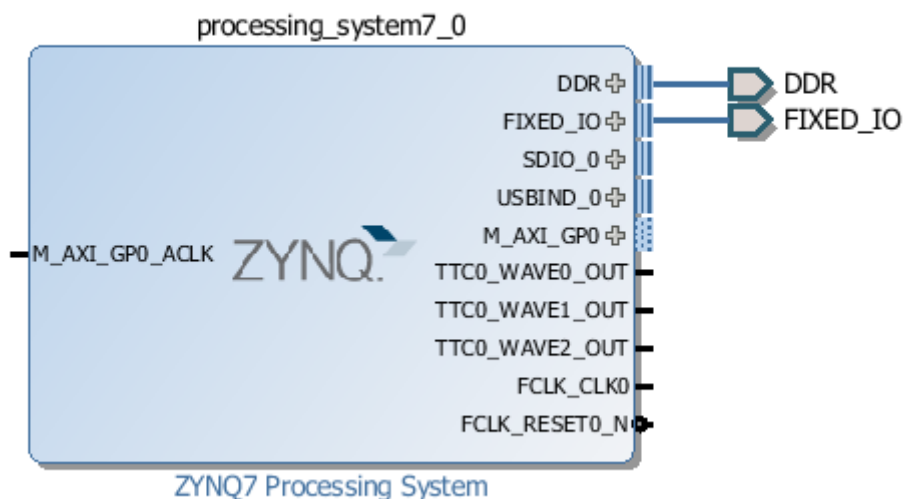 processing_system7_0
DDR
DDR
FIXED_IO
FIXED_IO
SDIO_0
USBIND_0
M_AXI_GP0
M_AXI_GP0_ACLK
ZYNQ.
TTC0_WAVE0_OUT
TTC0_WAVE1_OUT
TTC0_WAVE2_OUT
FCLK_CLK0
FCLK_RESET0_N
ZYNQ7 Processing System